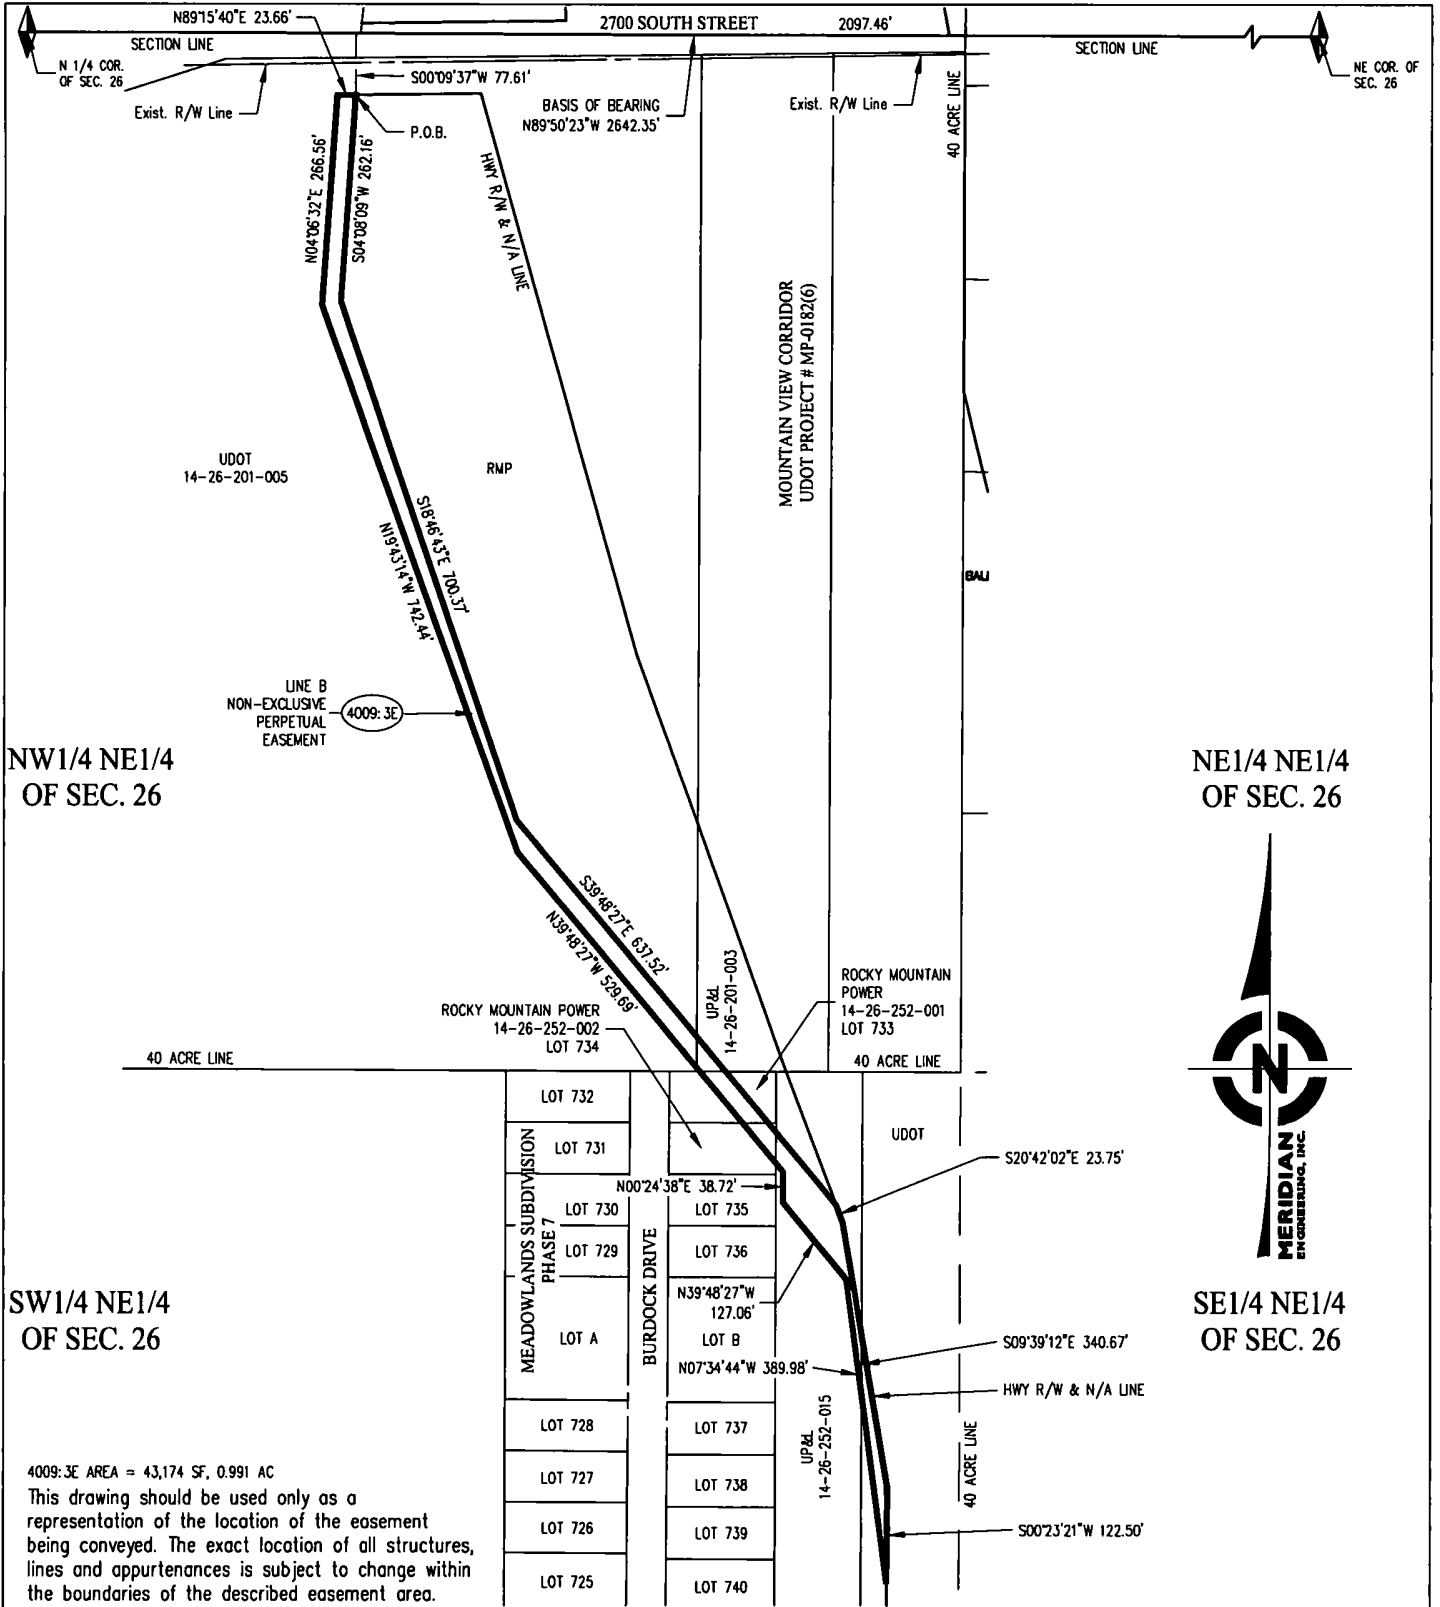 N89°15'40"E 23.66'
2700 SOUTH STREET
2097.46'
SECTION LINE
SECTION LINE
N 1/4 COR.
OF SEC. 26
NE COR. OF
SEC. 26
S00°09'37"W 77.61'
Exist. R/W Line
BASIS OF BEARING
N89°50'23"W 2642.35'
Exist. R/W Line
40 ACRE LINE
P.O.B.
N04°06'32"E 266.56'
S04°08'09"W 262.16'
HWY R/W & N/A LINE
MOUNTAIN VIEW CORRIDOR
UDOT PROJECT # MP-0182(6)
UDOT
14-26-201-005
RMP
S18°46'43"E 700.37'
N19°43'14"W 742.44'
BALI
LINE B
NON-EXCLUSIVE
PERPETUAL
EASEMENT
4009:3E
NW1/4 NE1/4
OF SEC. 26
NE1/4 NE1/4
OF SEC. 26
S39°48'27"E 637.52'
N39°48'27"W 529.69'
UP&L
14-26-201-003
ROCKY MOUNTAIN
POWER
14-26-252-001
LOT 733
ROCKY MOUNTAIN POWER
14-26-252-002
LOT 734
40 ACRE LINE
40 ACRE LINE
N
MERIDIAN
ENGINEERING, INC.
LOT 732
LOT 731
UDOT
S20°42'02"E 23.75'
N00°24'38"E 38.72'
MEADOWLANDS SUBDIVISION
PHASE 7
LOT 730
LOT 735
LOT 729
LOT 736
BURDOCK DRIVE
N39°48'27"W
127.06'
SW1/4 NE1/4
OF SEC. 26
SE1/4 NE1/4
OF SEC. 26
LOT A
LOT B
S09°39'12"E 340.67'
N07°34'44"W 389.98'
HWY R/W & N/A LINE
LOT 728
LOT 737
UP&L
14-26-252-015
40 ACRE LINE
LOT 727
LOT 738
LOT 726
LOT 739
S00°23'21"W 122.50'
LOT 725
LOT 740
4009:3E AREA = 43,174 SF, 0.991 AC
This drawing should be used only as a
representation of the location of the easement
being conveyed. The exact location of all structures,
lines and appurtenances is subject to change within
the boundaries of the described easement area.